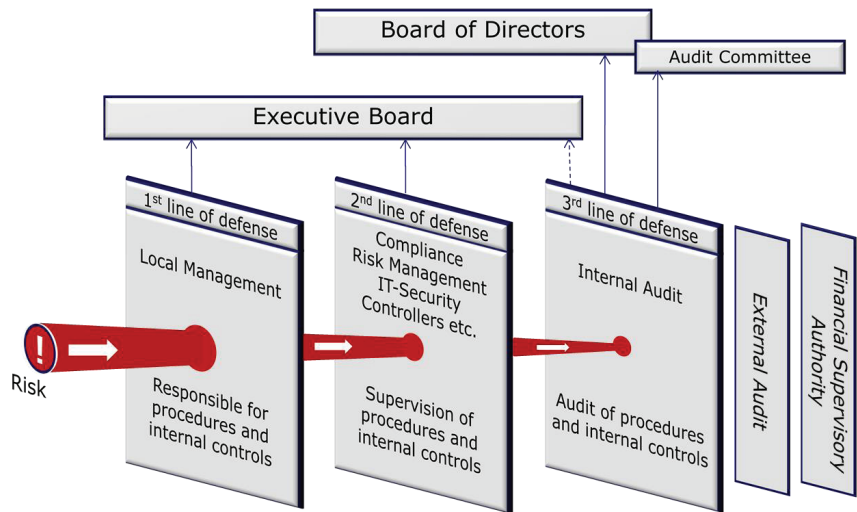 Board of Directors
Audit Committee
Executive Board
1st line of defense
Local Management
Responsible for
procedures and
internal controls
2nd line of defense
Compliance
Risk Management
IT-Security
Controllers etc.
Supervision of
procedures and
internal controls
3rd line of defense
Internal Audit
Audit of procedures
and internal controls
External Audit
Financial Supervisory
Authority
!
Risk